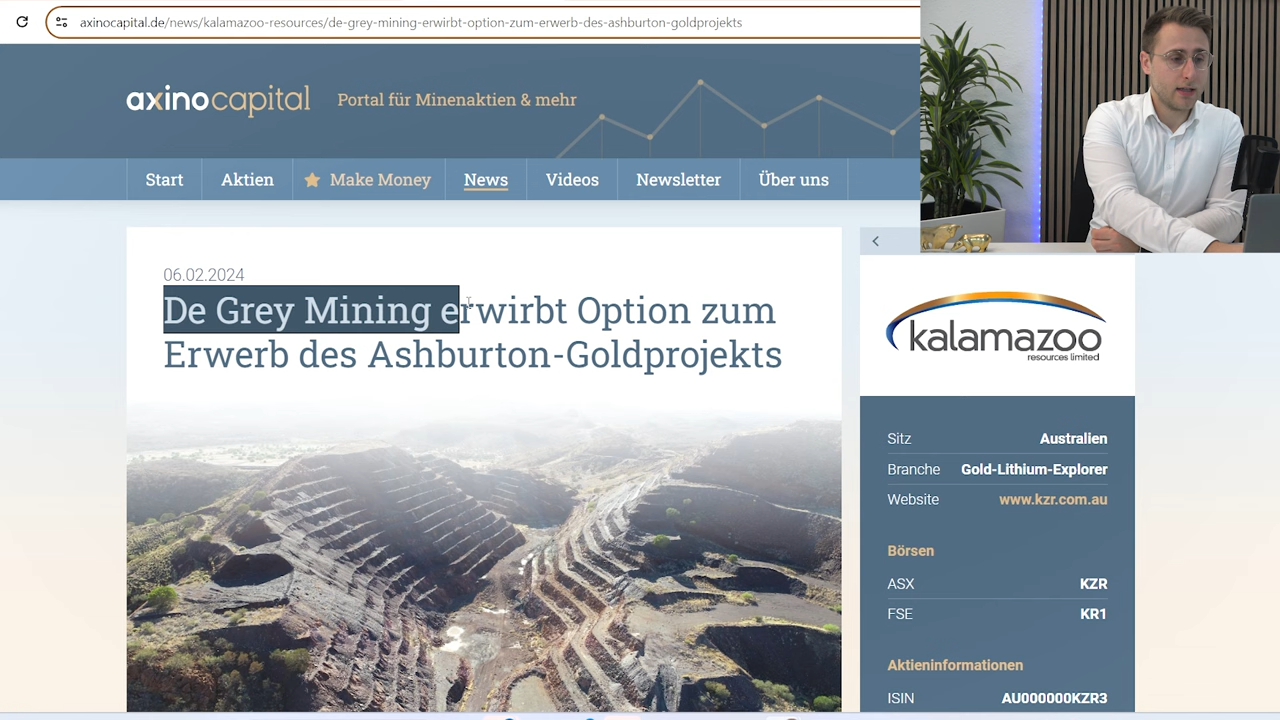 axinocapital.de/news/kalamazoo-resources/de-grey-mining-erwirbt-option-zum-erwerb-des-ashburton-goldprojekts
axinocapital
Portal für Minenaktien & mehr
Start
Aktien
Make Money
News
Videos
Newsletter
Über uns
06.02.2024
De Grey Mining erwirbt Option zum
Erwerb des Ashburton-Goldprojekts
kalamazoo
resources limited
Sitz Australien
Branche Gold-Lithium-Explorer
Website www.kzr.com.au
Börsen
ASX KZR
FSE KR1
Aktieninformationen
ISIN AU000000KZR3